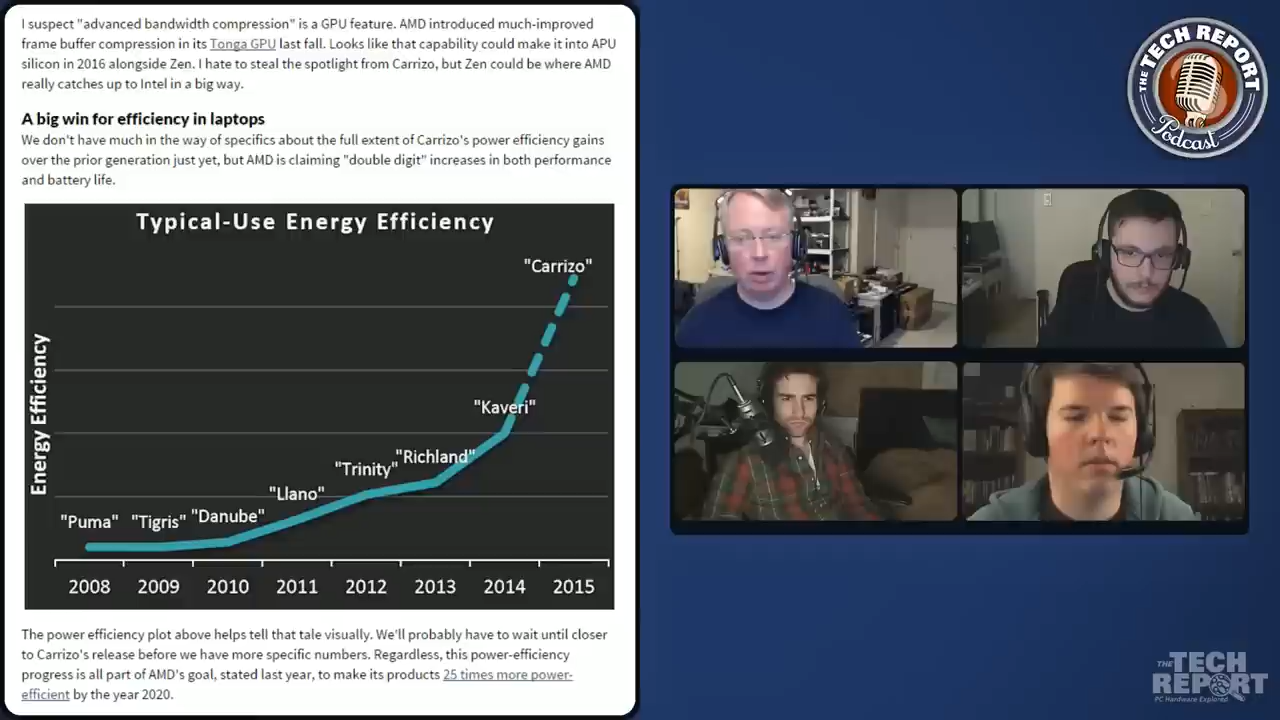 I suspect "advanced bandwidth compression" is a GPU feature. AMD introduced much-improved
frame buffer compression in its Tonga GPU last fall. Looks like that capability could make it into APU
silicon in 2016 alongside Zen. I hate to steal the spotlight from Carrizo, but Zen could be where AMD
really catches up to Intel in a big way.
A big win for efficiency in laptops
We don't have much in the way of specifics about the full extent of Carrizo's power efficiency gains
over the prior generation just yet, but AMD is claiming "double digit" increases in both performance
and battery life.
Typical-Use Energy Efficiency
Energy Efficiency
"Carrizo"
"Kaveri"
"Richland"
"Trinity"
"Llano"
"Puma" "Tigris" "Danube"
2008 2009 2010 2011 2012 2013 2014 2015
The power efficiency plot above helps tell that tale visually. We'll probably have to wait until closer
to Carrizo's release before we have more specific numbers. Regardless, this power-efficiency
progress is all part of AMD's goal, stated last year, to make its products 25 times more power-
efficient by the year 2020.
THE TECH REPORT
Podcast
THE TECH
REPORT
PC Hardware Explored